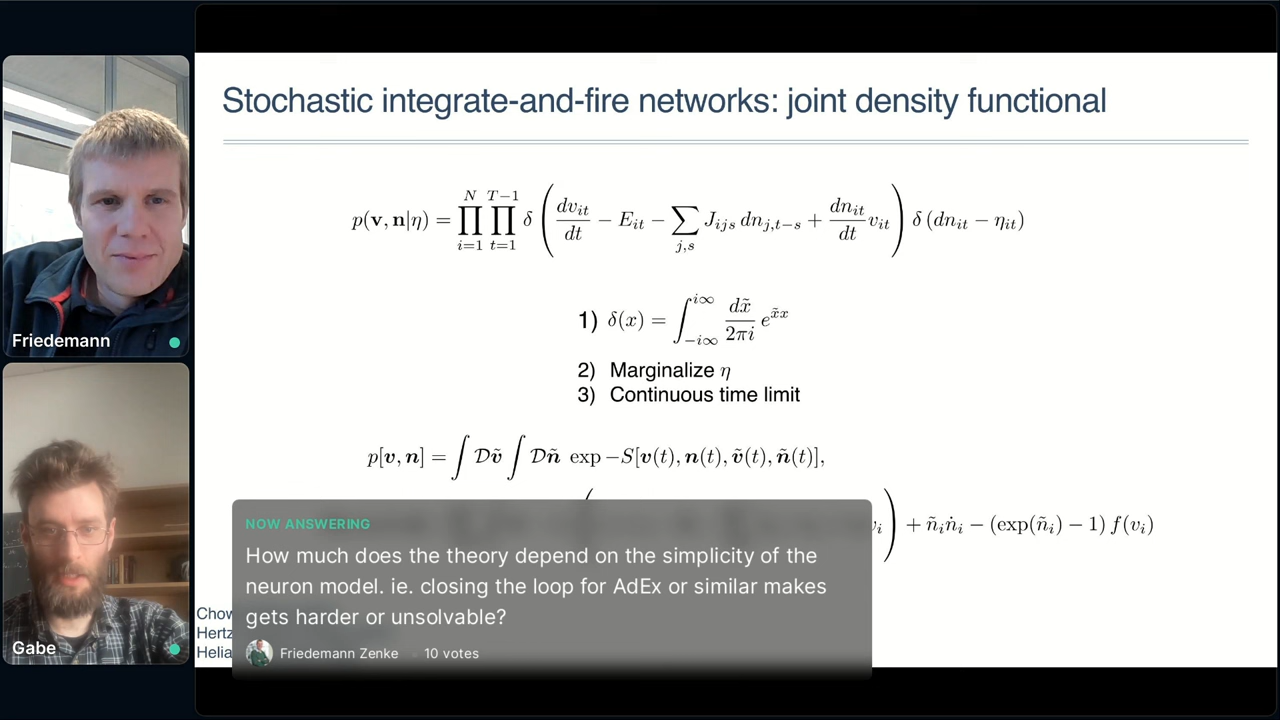 Stochastic integrate-and-fire networks: joint density functional
p(v, n|η) = ∏_{i=1}^{N} ∏_{t=1}^{T−1} δ ( dv_{it}/dt − E_{it} − ∑_{j,s} J_{ijs} dn_{j,t−s} + dn_{it}/dt v_{it} ) δ (dn_{it} − η_{it})
1) δ(x) = ∫_{−i∞}^{i∞} dx̃/2πi e^{x̃x}
2) Marginalize η
3) Continuous time limit
p[v, n] = ∫ Dṽ ∫ Dñ exp −S[v(t), n(t), ṽ(t), ñ(t)],
v_i ) + ñ_i ṅ_i − (exp(ñ_i) − 1) f(v_i)
Friedemann
Gabe
NOW ANSWERING
How much does the theory depend on the simplicity of the
neuron model. ie. closing the loop for AdEx or similar makes
gets harder or unsolvable?
Friedemann Zenke 10 votes
Chow
Hertz
Helia